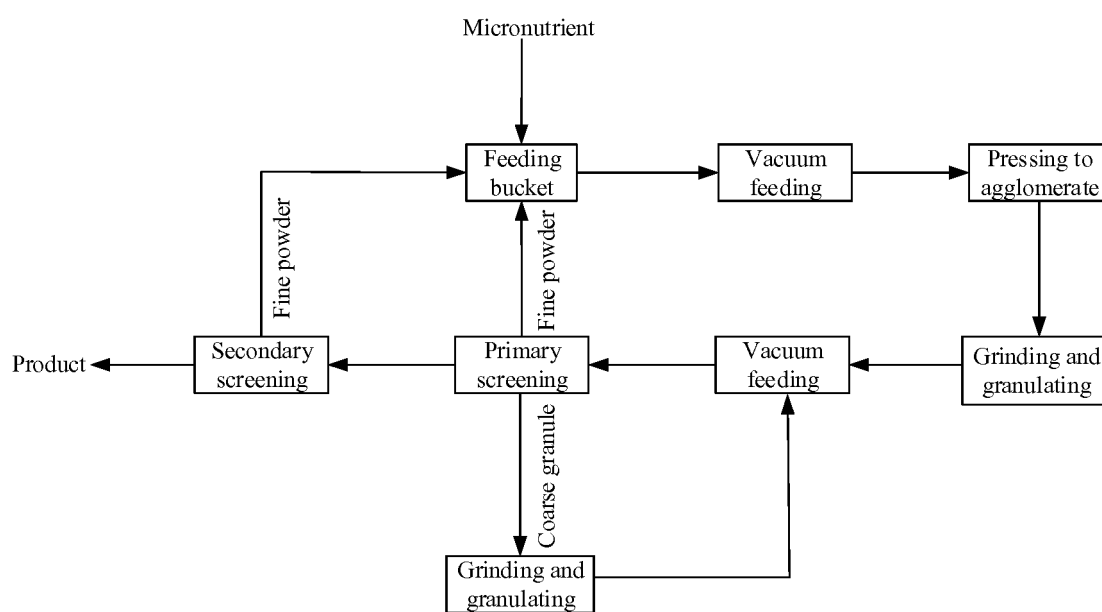 Micronutrient
Feeding
bucket
Vacuum
feeding
Pressing to
agglomerate
Fine powder
Fine powder
Product
Secondary
screening
Primary
screening
Vacuum
feeding
Grinding and
granulating
Coarse granule
Grinding and
granulating